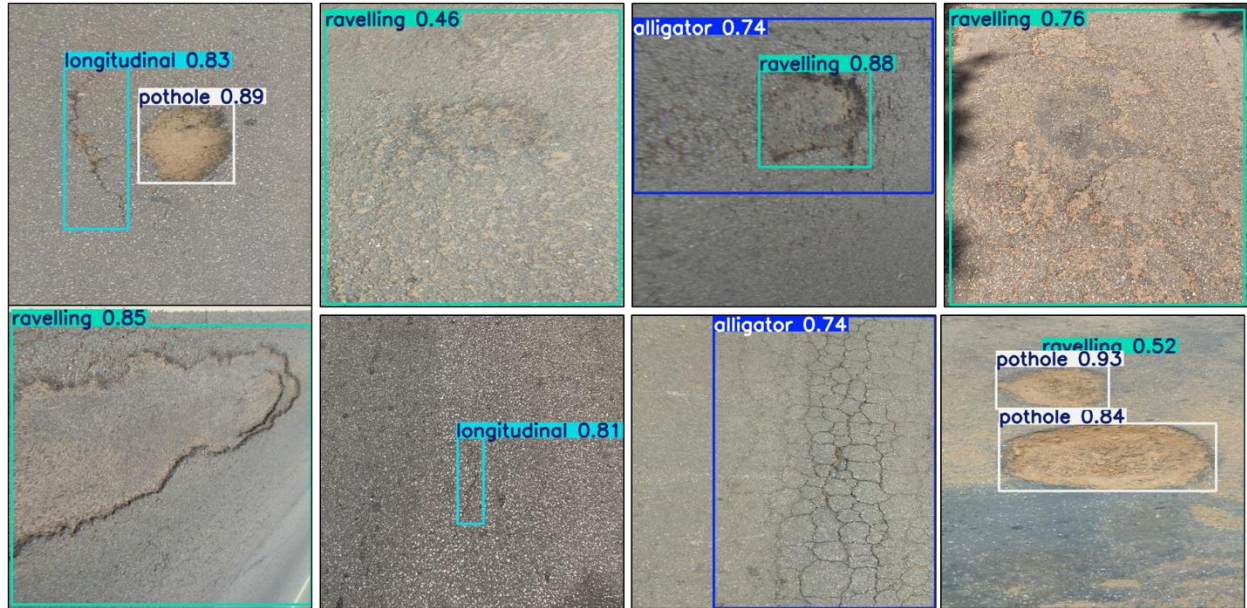 longitudinal 0.83
pothole 0.89
ravelling 0.46
alligator 0.74
ravelling 0.88
ravelling 0.76
ravelling 0.85
longitudinal 0.81
alligator 0.74
ravelling 0.52
pothole 0.93
pothole 0.84